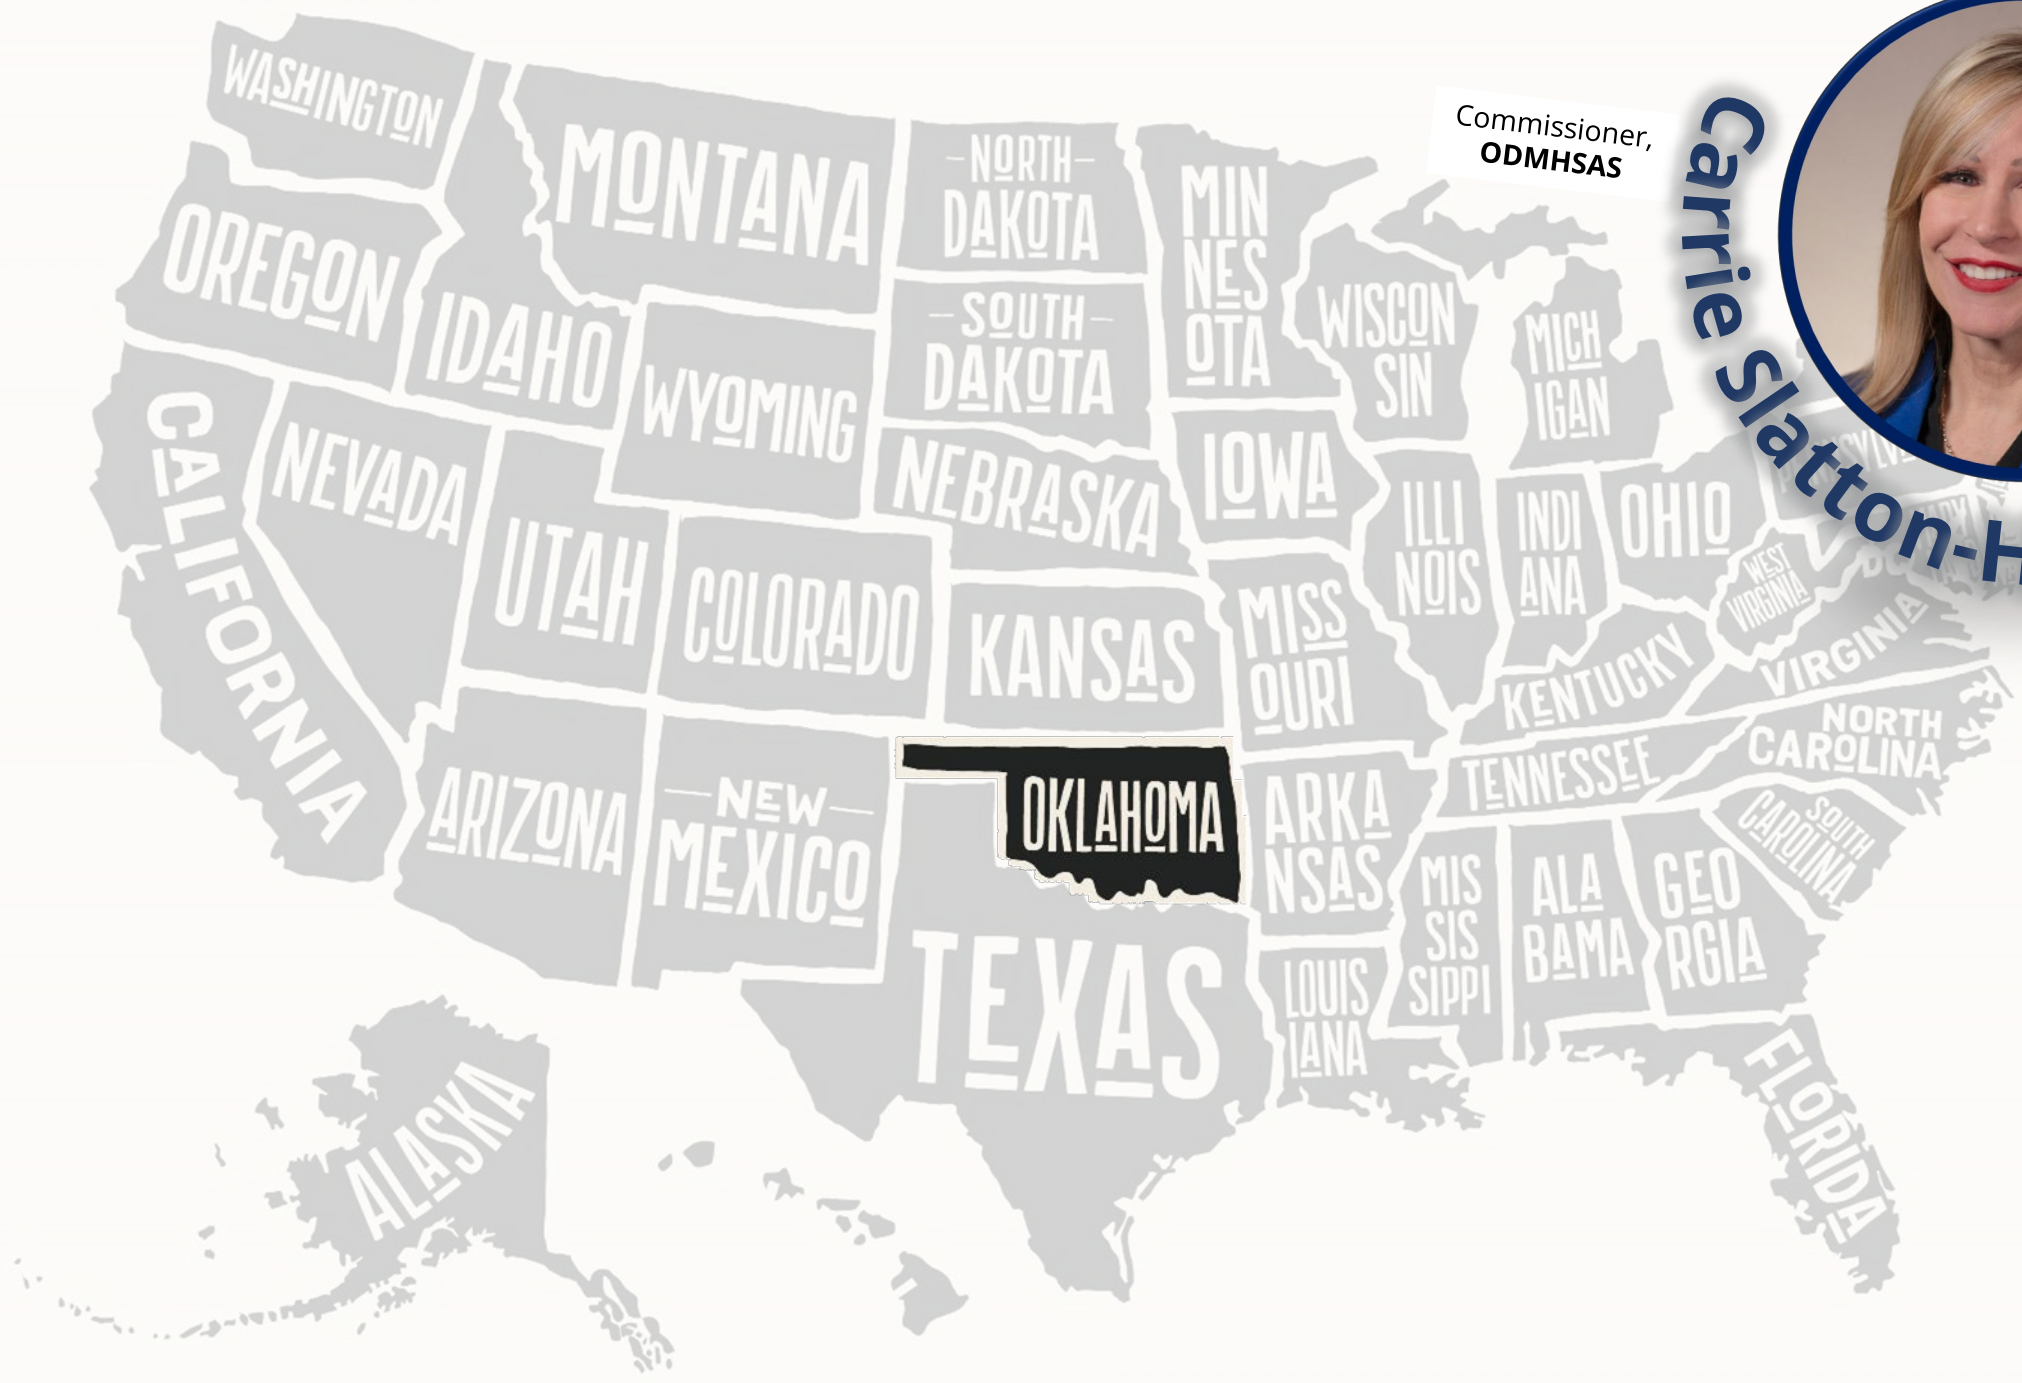 WASHINGTON
MONTANA
NORTH
DAKOTA
MIN
NES
OTA
Commissioner,
ODMHSAS
Carrie Slatton-H
OREGON
IDAHO
WYOMING
SOUTH
DAKOTA
WISCON
SIN
MICH
IGAN
CALIFORNIA
NEVADA
UTAH
COLORADO
NEBRASKA
IOWA
ILLI
NOIS
INDI
ANA
OHIO
WEST
VIRGINIA
VIRGINIA
KANSAS
MISS
OURI
KENTUCKY
NORTH
CAROLINA
TENNESSEE
SOUTH
CAROLINA
ARIZONA
NEW
MEXICO
OKLAHOMA
ARKA
NSAS
MIS
SIS
SIPPI
ALA
BAMA
GEO
RGIA
TEXAS
LOUIS
IANA
FLORIDA
ALASKA